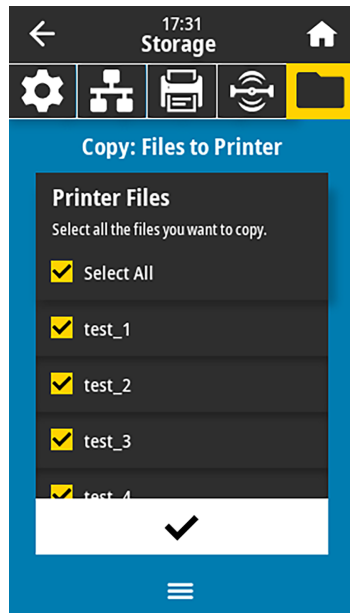 17:31
Storage
Copy: Files to Printer
Printer Files
Select all the files you want to copy.
Select All
test_1
test_2
test_3
test_4